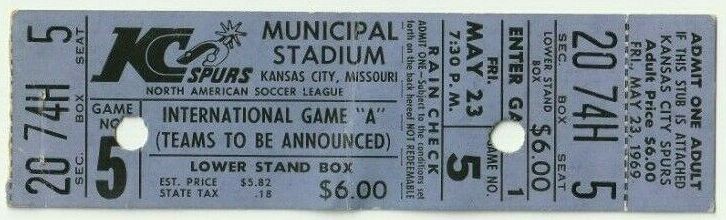 SEAT
5
BOX
74H
SEC.
20
KC
SPURS
MUNICIPAL
STADIUM
KANSAS CITY, MISSOURI
NORTH AMERICAN SOCCER LEAGUE
GAME
NO.
5
INTERNATIONAL GAME "A"
(TEAMS TO BE ANNOUNCED)
LOWER STAND BOX
EST. PRICE $5.82
STATE TAX .18
$6.00
RAIN CHECK
ADMIT ONE-Subject to the conditions set
forth on the back hereof NOT REDEEMABLE
FRI.
MAY 23
7:30 P.M.
GAME NO.
5
ENTER GA
1
LOWER STAND
BOX
$6.00
SEC.
20
BOX
74H
SEAT
5
ADMIT ONE ADULT
IF THIS STUB IS ATTACHED
KANSAS CITY SPURS
Adult Price $6.00
FRI., MAY 23, 1969